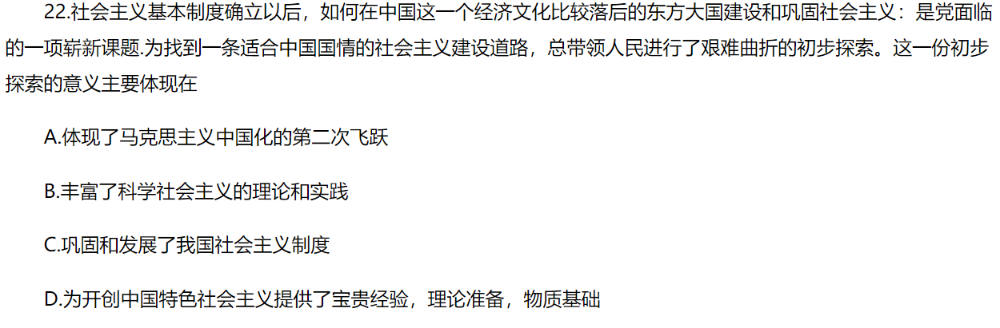 22.社会主义基本制度确立以后，如何在中国这一个经济文化比较落后的东方大国建设和巩固社会主义：是党面临
的一项崭新课题.为找到一条适合中国国情的社会主义建设道路，总带领人民进行了艰难曲折的初步探索。这一份初步
探索的意义主要体现在
A.体现了马克思主义中国化的第二次飞跃
B.丰富了科学社会主义的理论和实践
C.巩固和发展了我国社会主义制度
D.为开创中国特色社会主义提供了宝贵经验，理论准备，物质基础